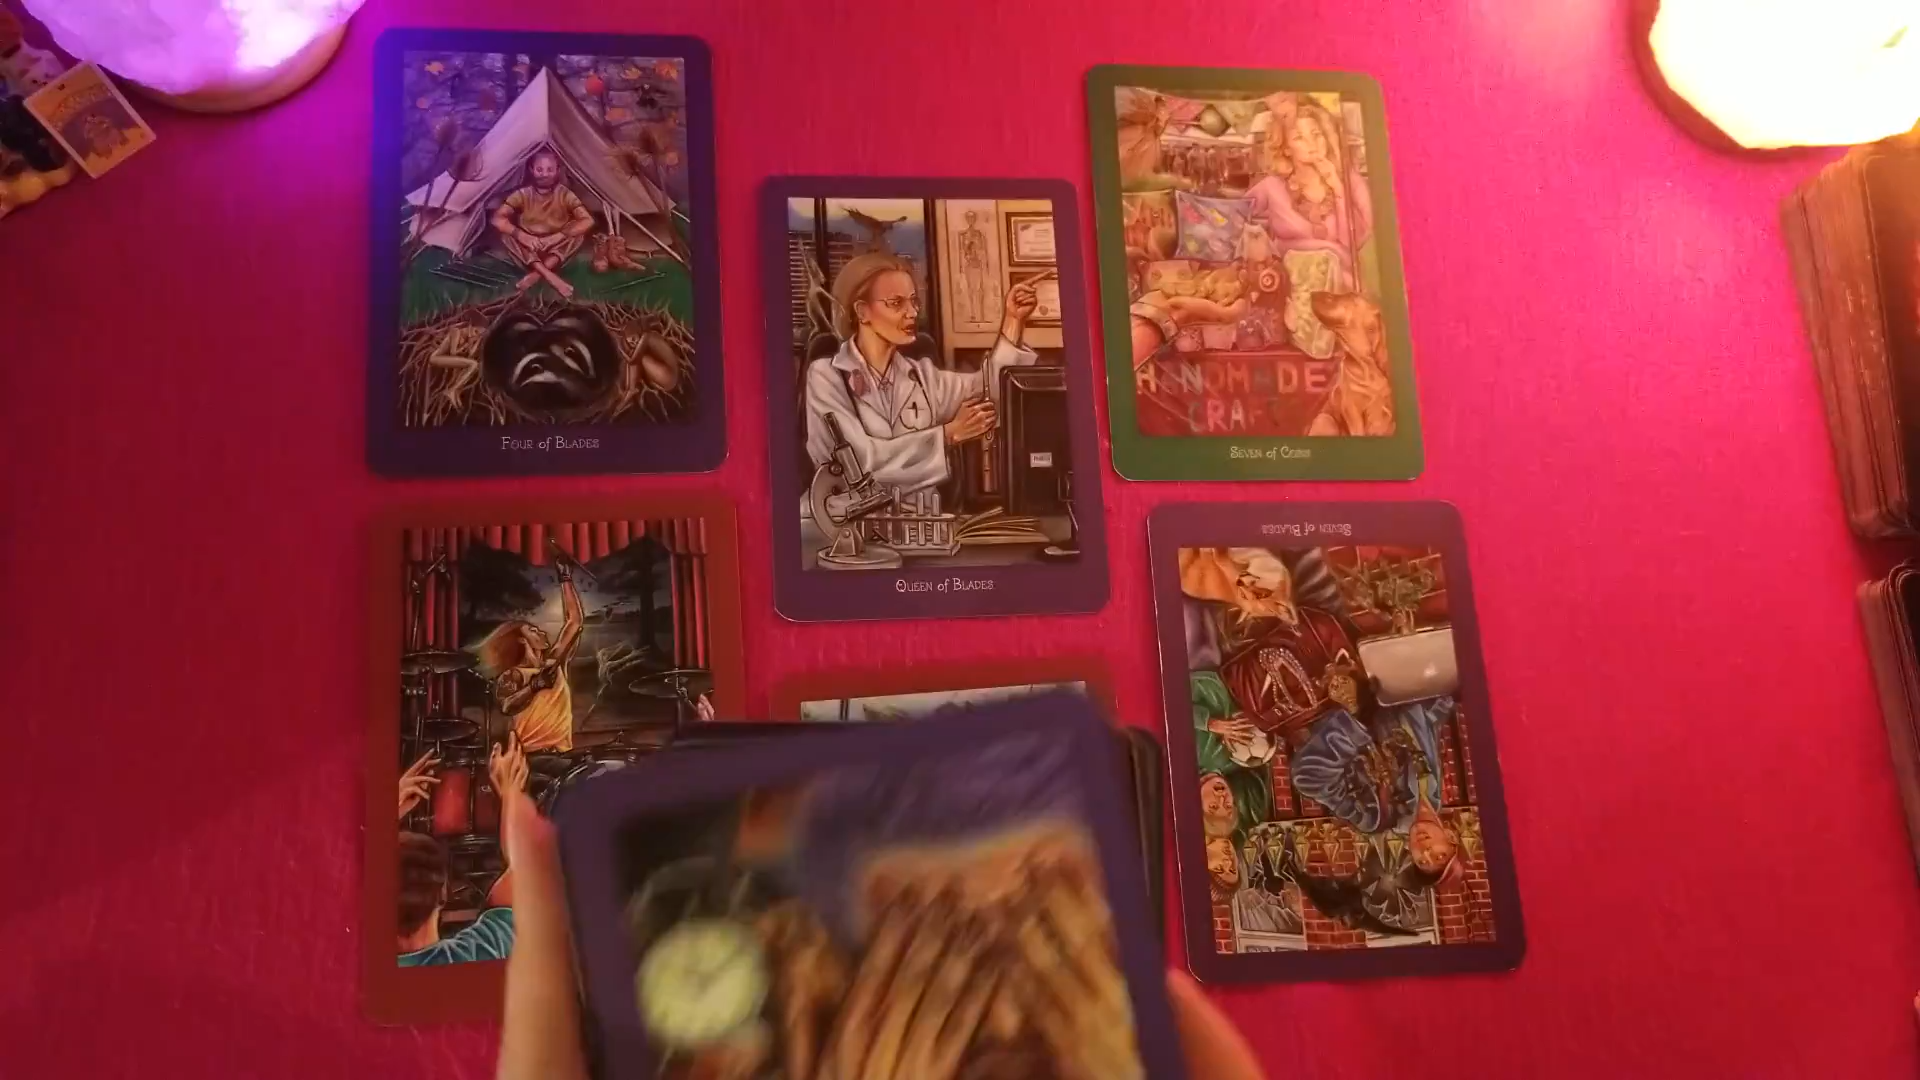 Four of Blades
Queen of Blades
HANDMADE
CRAFT
Seven of Coins
Seven of Blades